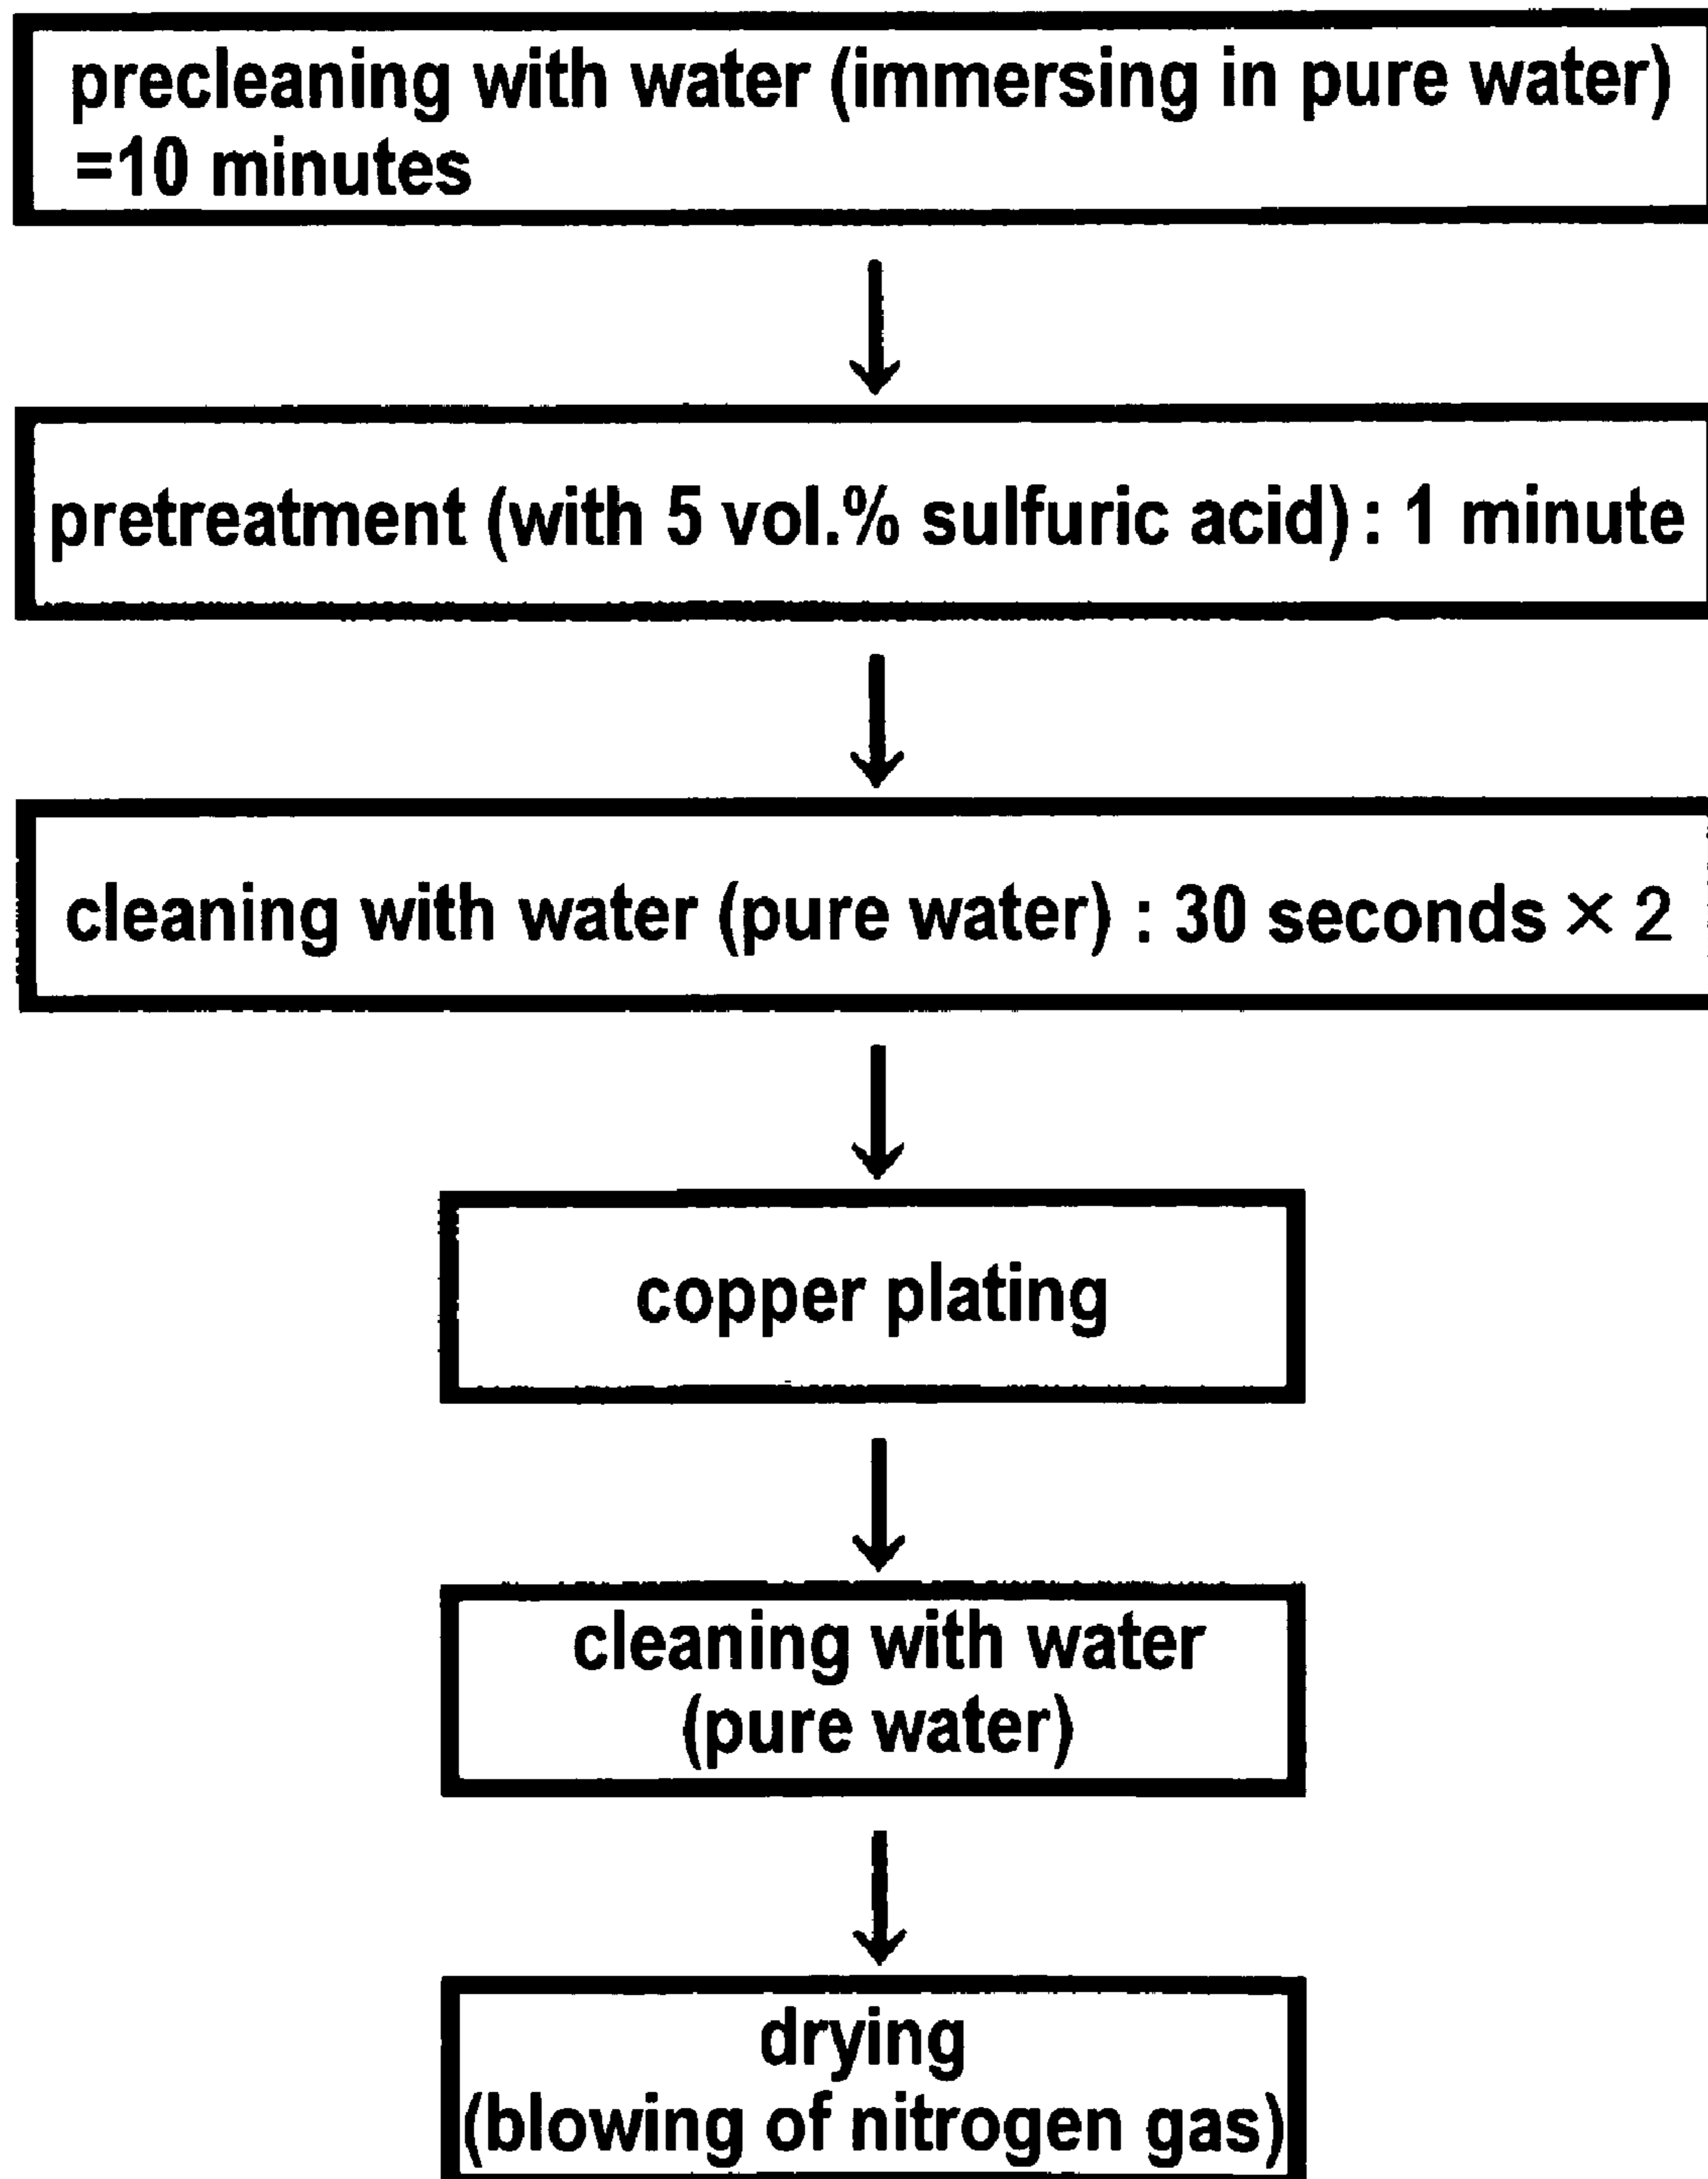 precleaning with water (immersing in pure water)
=10 minutes
pretreatment (with 5 vol.% sulfuric acid) : 1 minute
cleaning with water (pure water) : 30 seconds × 2
copper plating
cleaning with water
(pure water)
drying
(blowing of nitrogen gas)